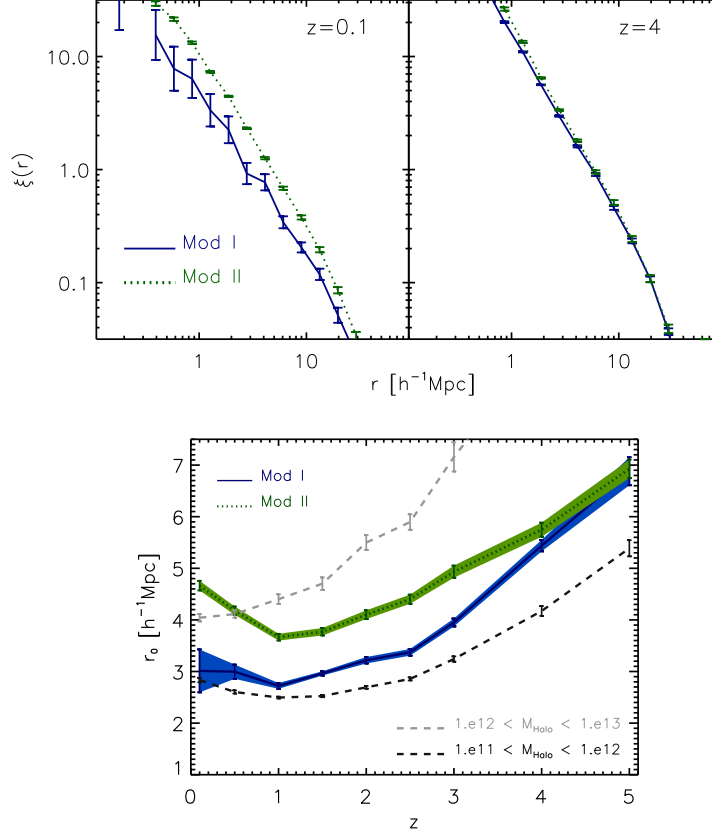 z=0.1
z=4
10.0
1.0
0.1
ξ(r)
Mod I
Mod II
1
10
1
10
r [h⁻¹Mpc]
7
6
5
4
3
2
1
r₀ [h⁻¹Mpc]
Mod I
Mod II
1.e12 < M_Halo < 1.e13
1.e11 < M_Halo < 1.e12
0
1
2
3
4
5
z